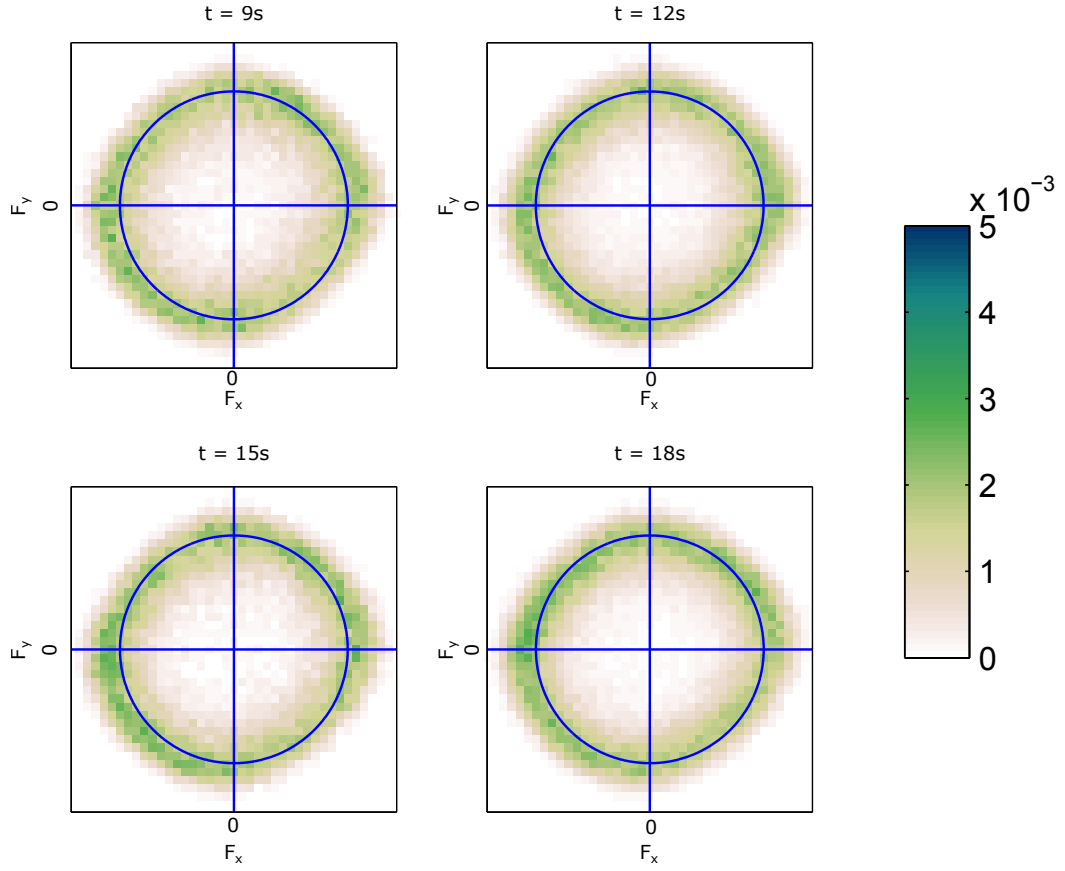 t = 9s
t = 12s
F_y
0
0
F_x
F_y
0
0
F_x
x 10^−3
5
4
3
2
1
0
t = 15s
t = 18s
F_y
0
0
F_x
F_y
0
0
F_x